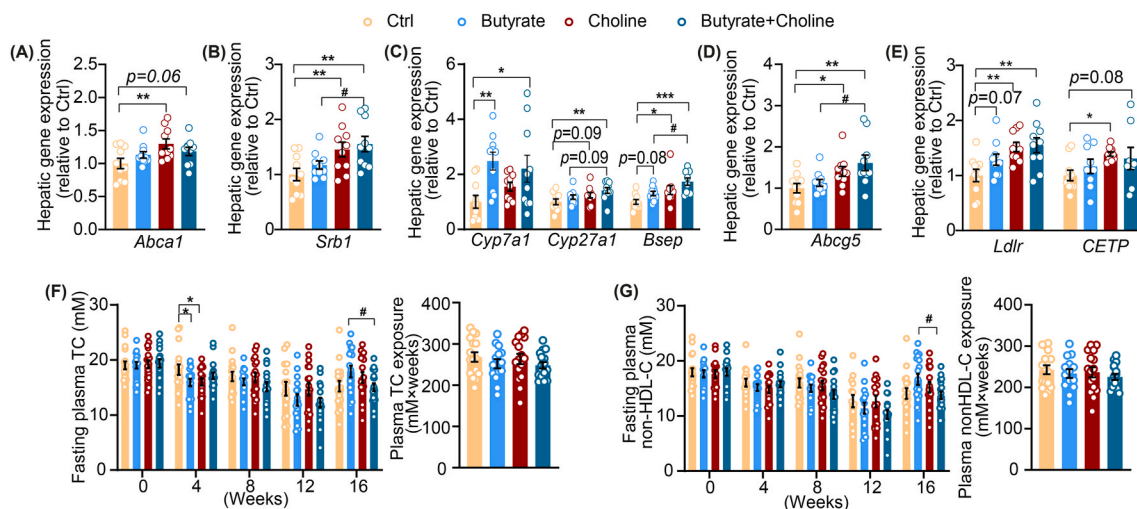 Ctrl Butyrate Choline Butyrate+Choline
(A)
Hepatic gene expression
(relative to Ctrl)
2.5
2.0
1.5
1.0
0.5
0.0
p=0.06
**
Abca1
(B)
Hepatic gene expression
(relative to Ctrl)
3
2
1
0
**
**
#
Srb1
(C)
Hepatic gene expression
(relative to Ctrl)
6
4
2
0
*
**
**
p=0.09
p=0.09
***
*
#
p=0.08
Cyp7a1 Cyp27a1 Bsep
(D)
Hepatic gene expression
(relative to Ctrl)
4
3
2
1
0
**
*
#
Abcg5
(E)
Hepatic gene expression
(relative to Ctrl)
3
2
1
0
**
**
p=0.07
p=0.08
*
Ldlr CETP
(F)
Fasting plasma TC (mM)
30
20
10
0
*
*
#
0 4 8 12 16
(Weeks)
Plasma TC exposure
(mM×weeks)
400
300
200
100
0
(G)
Fasting plasma
non-HDL-C (mM)
30
20
10
0
#
0 4 8 12 16
(Weeks)
Plasma nonHDL-C exposure
(mM×weeks)
400
300
200
100
0